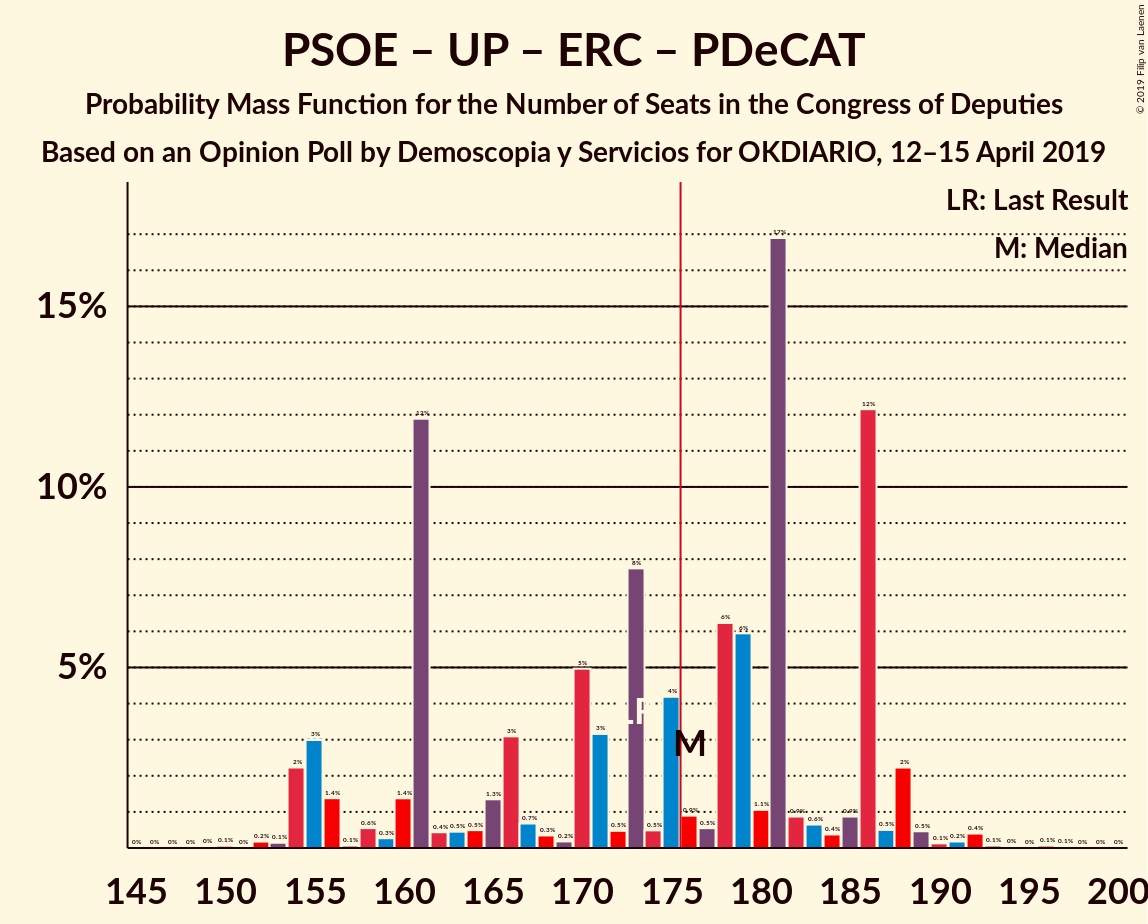 PSOE – UP – ERC – PDeCAT
Probability Mass Function for the Number of Seats in the Congress of Deputies
Based on an Opinion Poll by Demoscopia y Servicios for OKDIARIO, 12–15 April 2019
© 2019 Filip van Laenen
LR: Last Result
M: Median
17%
15%
12%
12%
10%
8%
6%
6%
5%
5%
4%
LR
M
3%
3%
3%
2%
2%
1.4%
1.4%
1.3%
1.1%
0% 0% 0% 0% 0% 0.1% 0% 0.2% 0.1% 0.1% 0.6% 0.3% 0.4% 0.5% 0.5% 0.7% 0.3% 0.2% 0.5% 0.5% 0.9% 0.5% 0.9% 0.6% 0.4% 0.9% 0.5% 0.5% 0.1% 0.2% 0.4% 0.1% 0% 0% 0.1% 0.1% 0% 0% 0%
145 150 155 160 165 170 175 180 185 190 195 200